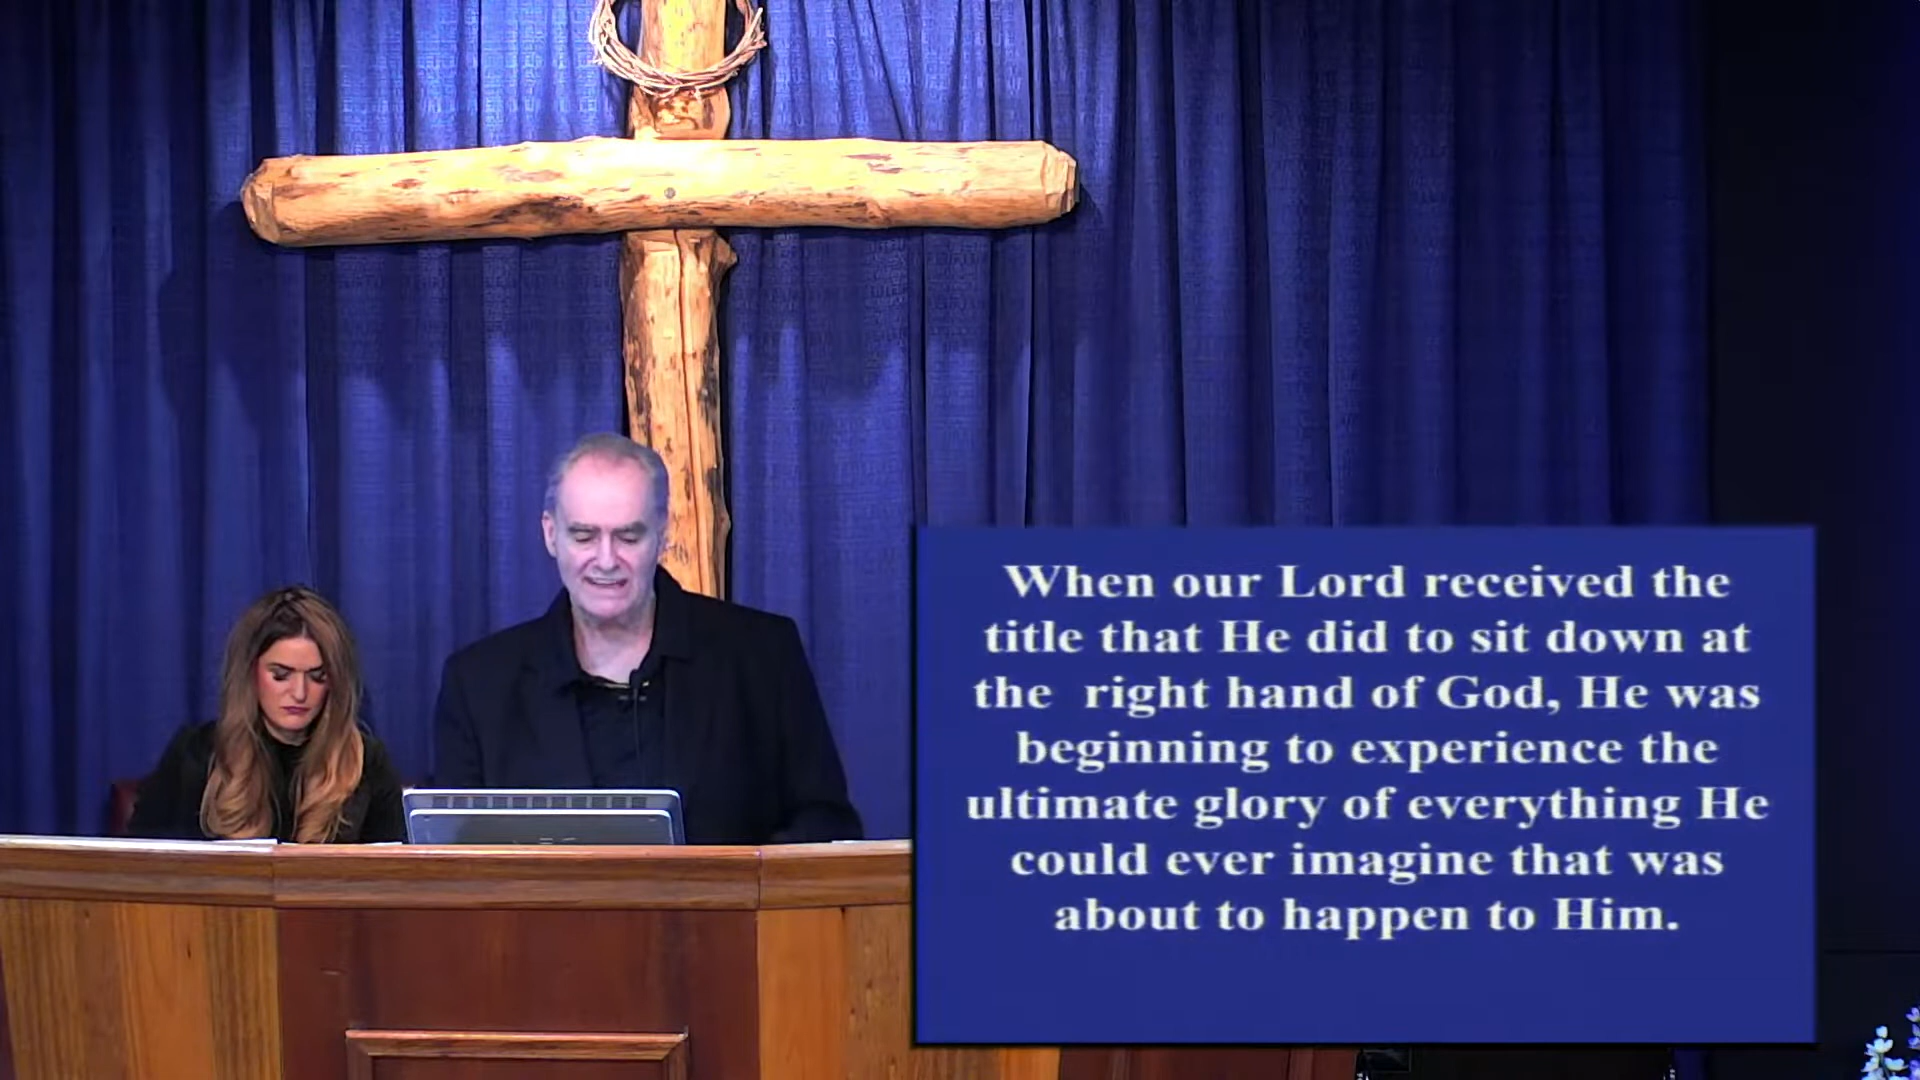 When our Lord received the
title that He did to sit down at
the right hand of God, He was
beginning to experience the
ultimate glory of everything He
could ever imagine that was
about to happen to Him.